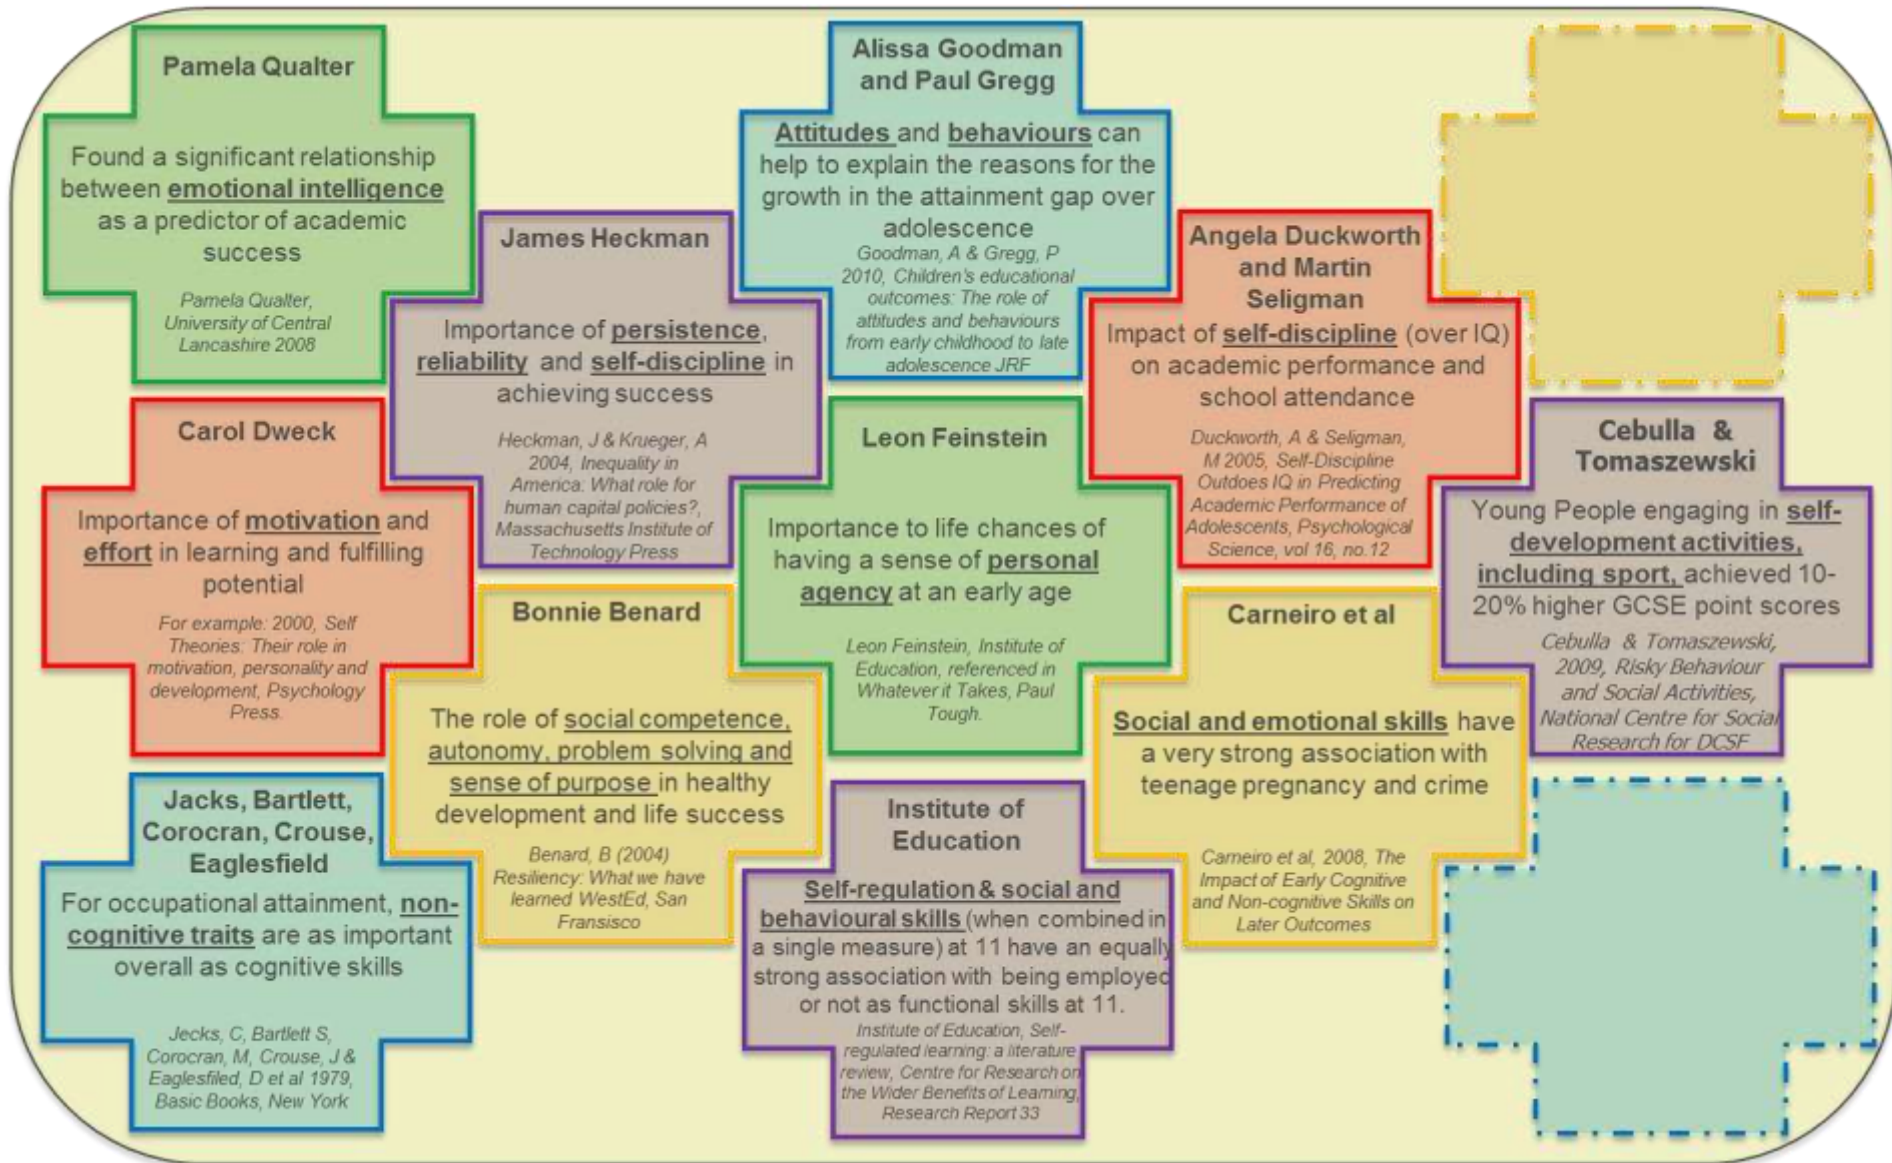 Pamela Qualter
Found a significant relationship
between emotional intelligence
as a predictor of academic
success
Pamela Qualter,
University of Central
Lancashire 2008
James Heckman
Importance of persistence,
reliability and self-discipline in
achieving success
Heckman, J & Krueger, A
2004, Inequality in
America: What role for
human capital policies?,
Massachusetts Institute of
Technology Press
Alissa Goodman
and Paul Gregg
Attitudes and behaviours can
help to explain the reasons for the
growth in the attainment gap over
adolescence
Goodman, A & Gregg, P
2010, Children's educational
outcomes: The role of
attitudes and behaviours
from early childhood to late
adolescence JRF
Angela Duckworth
and Martin
Seligman
Impact of self-discipline (over IQ)
on academic performance and
school attendance
Duckworth, A & Seligman,
M 2005, Self-Discipline
Outdoes IQ in Predicting
Academic Performance of
Adolescents, Psychological
Science, vol 16, no.12
Carol Dweck
Importance of motivation and
effort in learning and fulfilling
potential
For example: 2000, Self
Theories: Their role in
motivation, personality and
development, Psychology
Press.
Bonnie Benard
The role of social competence,
autonomy, problem solving and
sense of purpose in healthy
development and life success
Benard, B (2004)
Resiliency: What we have
learned WestEd, San
Fransisco
Leon Feinstein
Importance to life chances of
having a sense of personal
agency at an early age
Leon Feinstein, Institute of
Education, referenced in
Whatever it Takes, Paul
Tough.
Carneiro et al
Social and emotional skills have
a very strong association with
teenage pregnancy and crime
Carneiro et al, 2008, The
Impact of Early Cognitive
and Non-cognitive Skills on
Later Outcomes
Cebulla & 
Tomaszewski
Young People engaging in self-
development activities,
including sport, achieved 10-
20% higher GCSE point scores
Cebulla & Tomaszewski,
2009, Risky Behaviour
and Social Activities,
National Centre for Social
Research for DCSF
Jacks, Bartlett,
Corocran, Crouse,
Eaglesfield
For occupational attainment, non-
cognitive traits are as important
overall as cognitive skills
Jecks, C, Bartlett S,
Corocran, M, Crouse, J &
Eaglesfiled, D et al 1979,
Basic Books, New York
Institute of
Education
Self-regulation & social and
behavioural skills (when combined in
a single measure) at 11 have an equally
strong association with being employed
or not as functional skills at 11.
Institute of Education, Self-
regulated learning: a literature
review, Centre for Research on
the Wider Benefits of Learning,
Research Report 33